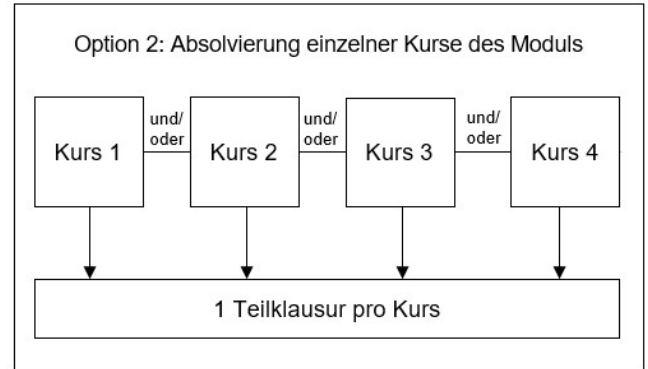 Option 2: Absolvierung einzelner Kurse des Moduls
Kurs 1
und/
oder
Kurs 2
und/
oder
Kurs 3
und/
oder
Kurs 4
1 Teilklausur pro Kurs